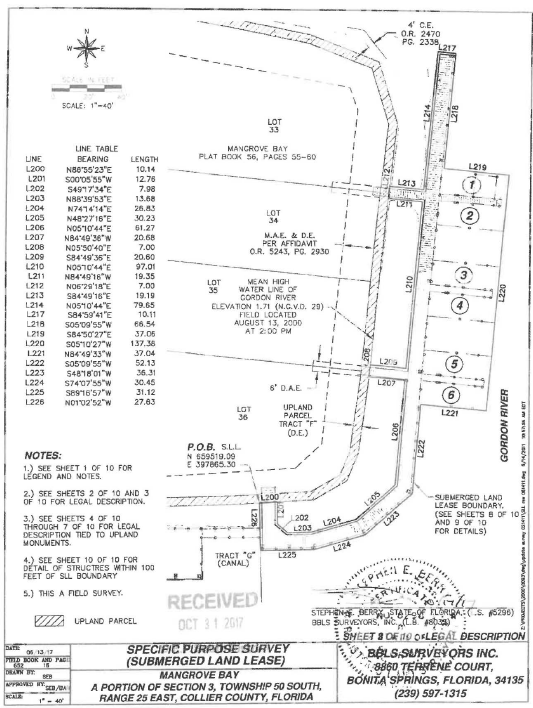 4' C.E.
O.R. 2470
PG. 2338
L217
N
W
E
S
SCALE IN FEET
SCALE: 1"=40'
L214
L218
LOT
33
MANGROVE BAY
PLAT BOOK 56, PAGES 55-60
L219
L213
L211
1
2
3
4
5
6
LINE TABLE
LINE BEARING LENGTH
L200 N88°55'23"E 10.14
L201 S00°05'55"W 12.76
L202 S49°17'34"E 7.98
L203 N88°39'53"E 13.68
L204 N74°14'14"E 26.83
L205 N48°27'16"E 30.23
L206 N05°10'44"E 61.27
L207 N84°49'36"W 20.68
L208 N05°50'40"E 7.00
L209 S84°49'36"E 20.60
L210 N05°10'44"E 97.01
L211 N84°49'16"W 19.35
L212 N06°29'18"E 7.00
L213 S84°49'16"E 19.19
L214 N05°10'44"E 79.65
L217 S84°59'41"E 10.11
L218 S05°09'55"W 66.54
L219 S84°50'27"E 37.06
L220 S05°10'27"W 137.36
L221 N84°49'33"W 37.04
L222 S05°09'55"W 52.13
L223 S48°18'01"W 36.31
L224 S74°07'55"W 30.45
L225 S89°16'57"W 31.12
L226 N01°02'52"W 27.63
LOT
34
M.A.E. & D.E.
PER AFFIDAVIT
O.R. 5243, PG. 2930
L210
L220
LOT
35
MEAN HIGH
WATER LINE OF
GORDON RIVER
ELEVATION 1.71 (N.G.V.D. 29)
FIELD LOCATED
AUGUST 13, 2000
AT 2:00 PM
L208
L209
L207
6' D.A.E.
L221
LOT
36
UPLAND
PARCEL
TRACT "F"
(D.E.)
L206
L222
GORDON RIVER
P.O.B. S.L.L.
N 659519.09
E 397865.30
L200
L226
L202
L203
L204
L205
L223
L224
L225
TRACT "G"
(CANAL)
SUBMERGED LAND
LEASE BOUNDARY.
(SEE SHEETS 8 OF 10
AND 9 OF 10
FOR DETAILS)
NOTES:
1.) SEE SHEET 1 OF 10 FOR
LEGEND AND NOTES.
2.) SEE SHEETS 2 OF 10 AND 3
OF 10 FOR LEGAL DESCRIPTION.
3.) SEE SHEETS 4 OF 10
THROUGH 7 OF 10 FOR LEGAL
DESCRIPTION TIED TO UPLAND
MONUMENTS.
4.) SEE SHEET 10 OF 10 FOR
DETAIL OF STRUCTRES WITHIN 100
FEET OF SLL BOUNDARY
5.) THIS A FIELD SURVEY.
UPLAND PARCEL
RECEIVED
OCT 31 2017
STEPHEN E. BERRY, STATE OF FLORIDA, (L.S. #5296)
BBLS SURVEYORS, INC. (L.B. #8033)
SHEET 8 OF 10 LEGAL DESCRIPTION
DATE: 06/13/17
FIELD BOOK AND PAGE: 652 15
DRAWN BY: SEB
APPROVED BY:
SCALE: 1" = 40'
SPECIFIC PURPOSE SURVEY
(SUBMERGED LAND LEASE)
MANGROVE BAY
A PORTION OF SECTION 3, TOWNSHIP 50 SOUTH,
RANGE 25 EAST, COLLIER COUNTY, FLORIDA
BBLS SURVEYORS INC.
8860 TERRENE COURT,
BONITA SPRINGS, FLORIDA, 34135
(239) 597-1315